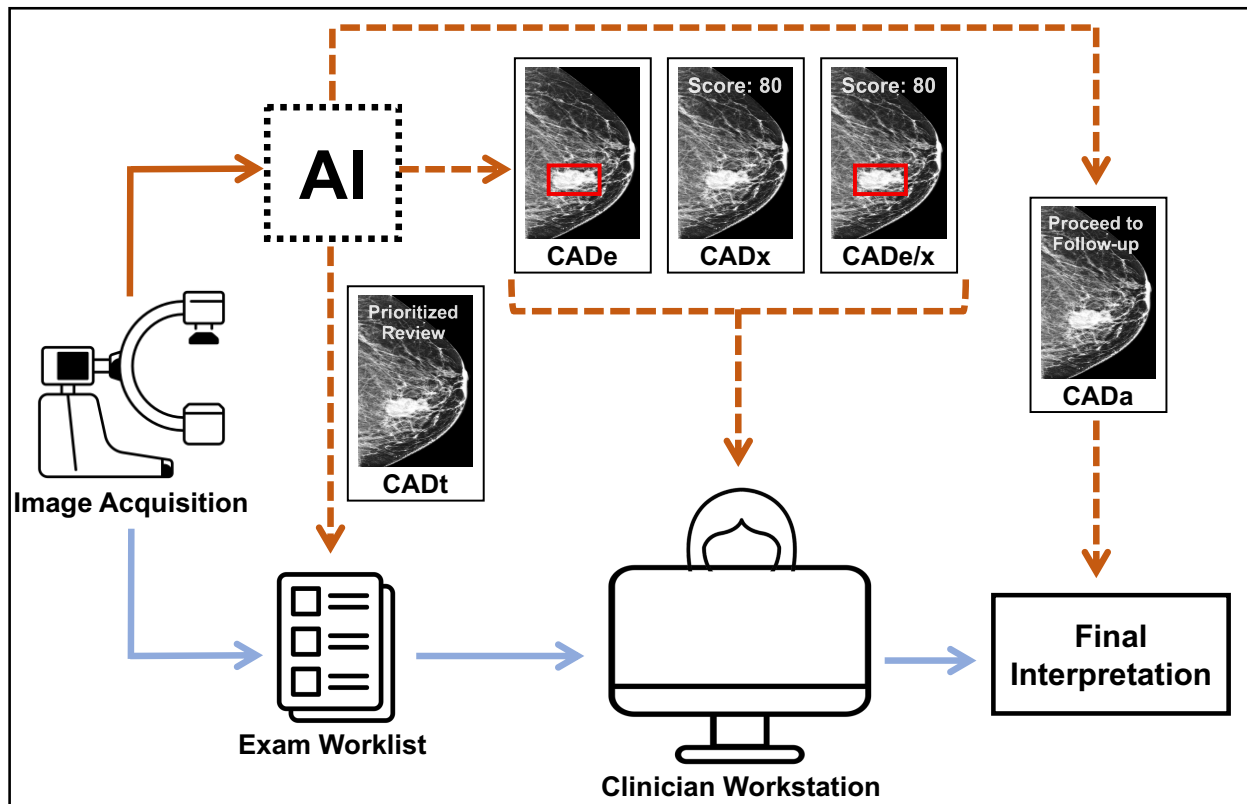 AI
Score: 80
Score: 80
CADe
CADx
CADe/x
Proceed to
Follow-up
CADa
Prioritized
Review
CADt
Image Acquisition
Exam Worklist
Clinician Workstation
Final
Interpretation